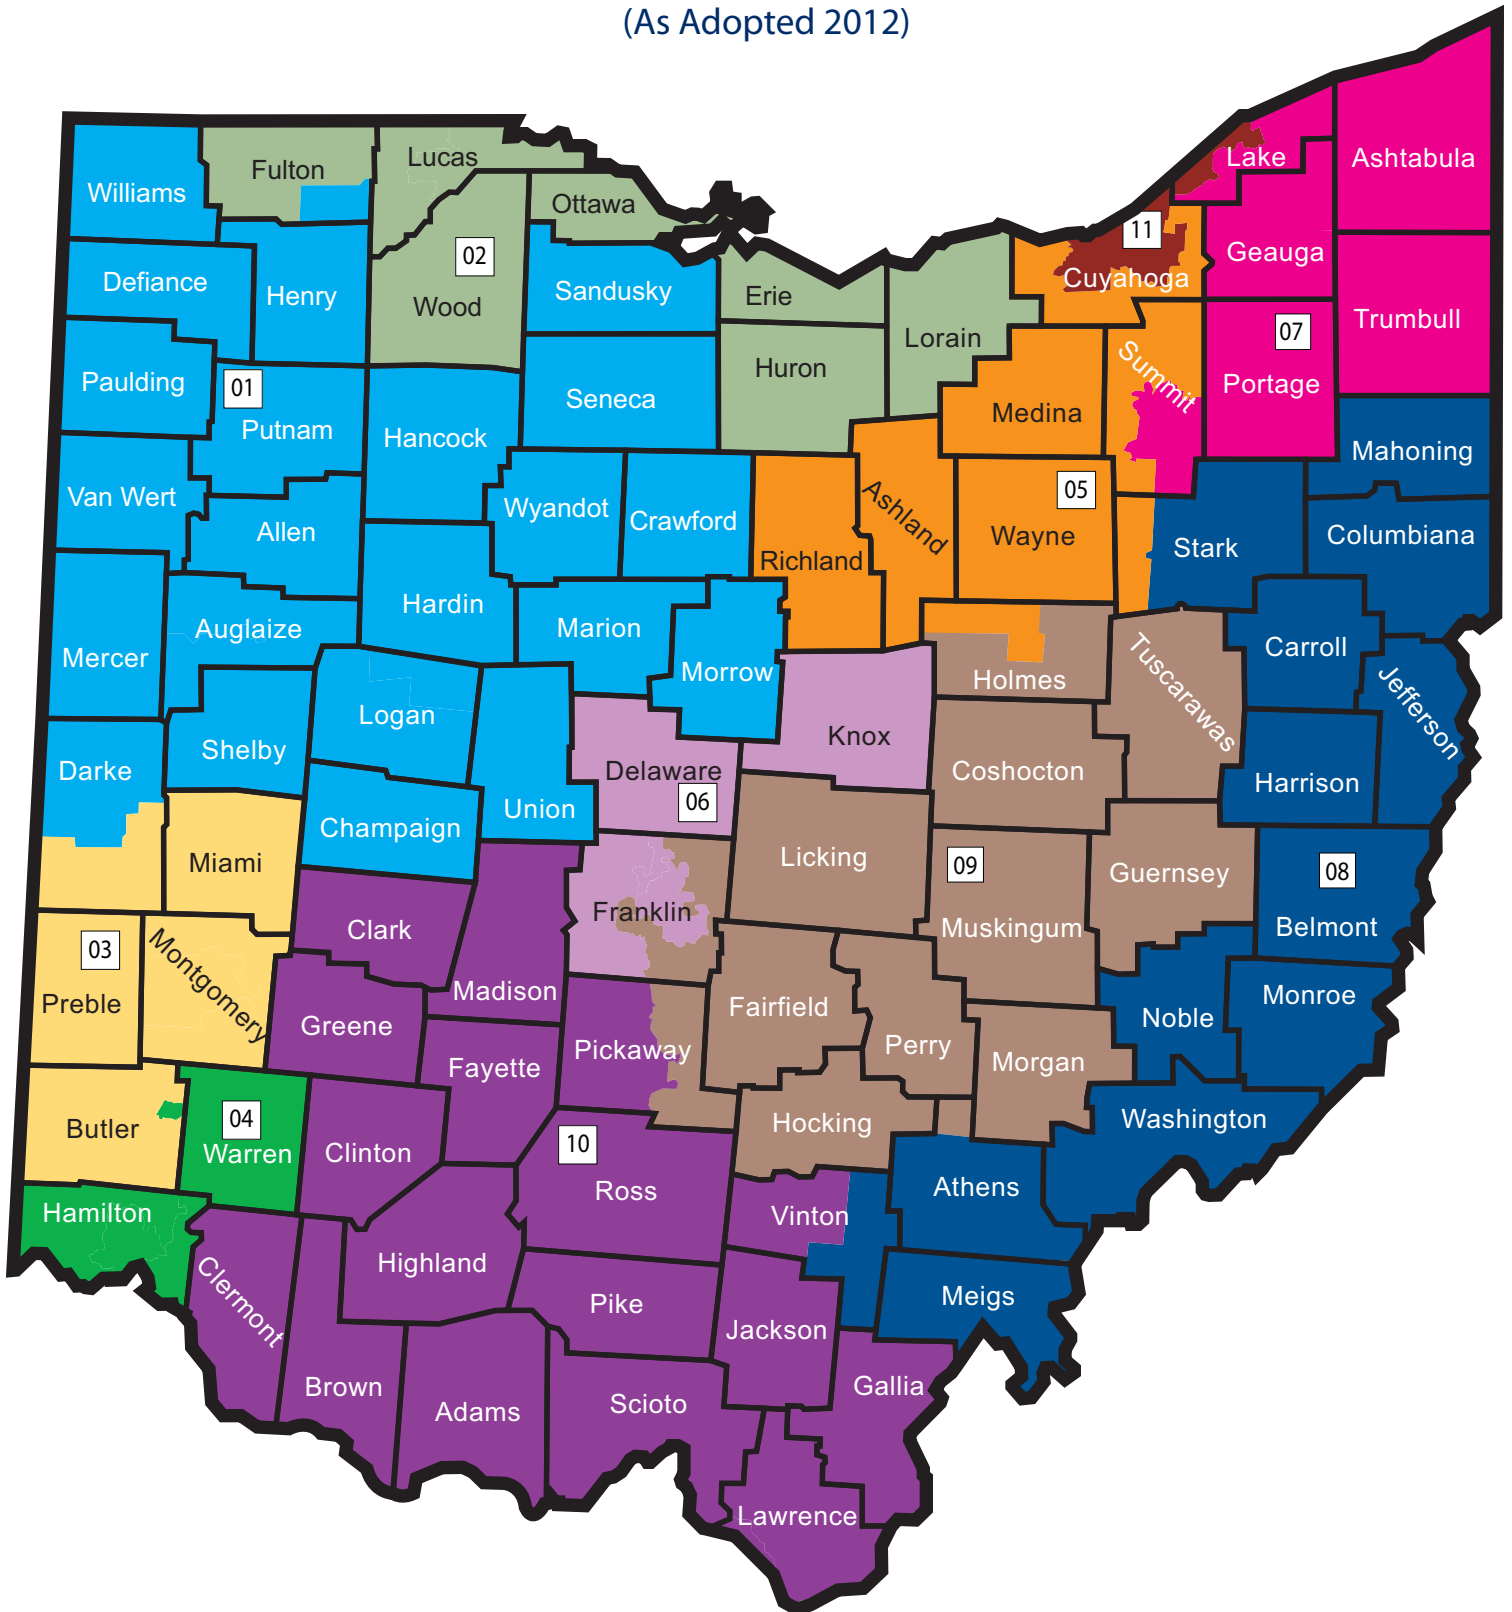 (As Adopted 2012)
Williams
Fulton
Lucas
Ottawa
Lake
Ashtabula
Defiance
Henry
02
Wood
Sandusky
Erie
Lorain
11
Cuyahoga
Geauga
Paulding
01
Putnam
Hancock
Seneca
Huron
Medina
Summit
07
Portage
Trumbull
Van Wert
Allen
Wyandot
Crawford
Richland
Ashland
05
Wayne
Stark
Mahoning
Columbiana
Mercer
Auglaize
Hardin
Marion
Morrow
Holmes
Tuscarawas
Carroll
Jefferson
Darke
Shelby
Logan
Union
Delaware
06
Knox
Coshocton
Harrison
Miami
Champaign
Franklin
Licking
09
Muskingum
Guernsey
08
Belmont
03
Preble
Montgomery
Clark
Madison
Greene
Fayette
Pickaway
Fairfield
Perry
Morgan
Noble
Monroe
Butler
04
Warren
Clinton
10
Ross
Hocking
Washington
Hamilton
Clermont
Highland
Pike
Vinton
Athens
Meigs
Jackson
Brown
Adams
Scioto
Gallia
Lawrence